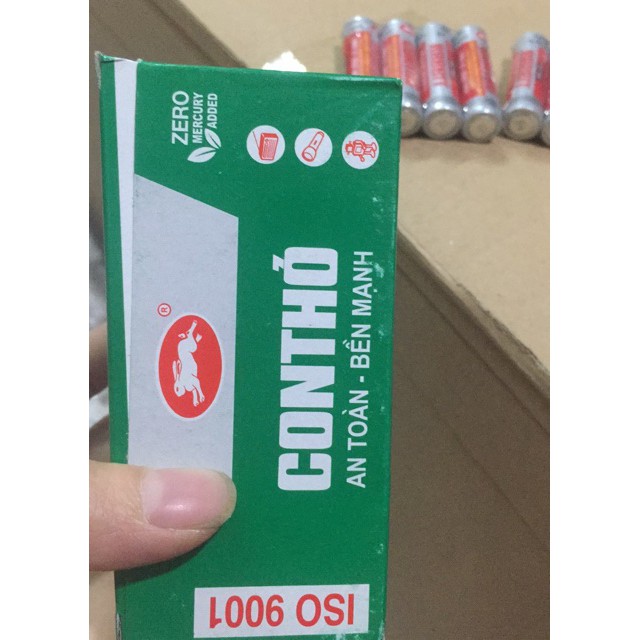 ZERO
MERCURY
ADDED
®
CONTHỎ
AN TOÀN - BỀN MẠNH
ISO 9001